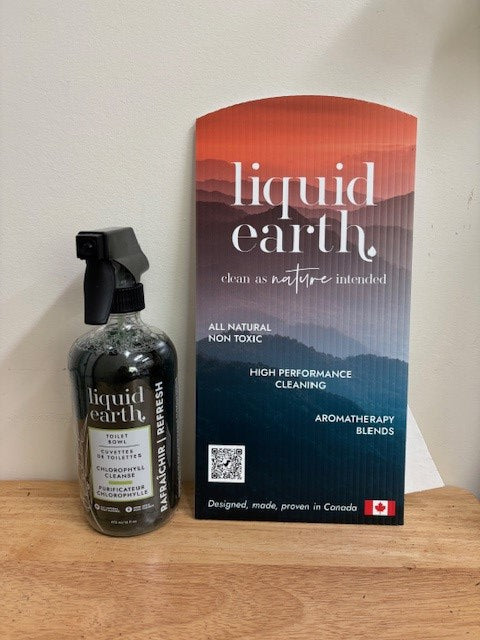 liquid
earth
clean as nature intended
ALL NATURAL
NON TOXIC
HIGH PERFORMANCE
CLEANING
AROMATHERAPY
BLENDS
Designed, made, proven in Canada
liquid
earth
TOILET
BOWL
CUVETTES
DE TOILETTES
CHLOROPHYLL
CLEANSE
PURIFICATEUR
CHLOROPHYLLE
RAFRAÎCHIR | REFRESH